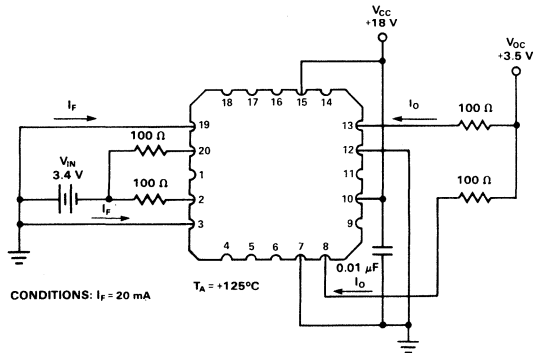 VCC
+18 V
VOC
+3.5 V
18 17 16 15 14
IF
IO
100 Ω
19
13
100 Ω
20
12
VIN
3.4 V
1
11
100 Ω
100 Ω
2
10
IF
3
9
4 5 6 7 8
0.01 μF
IO
CONDITIONS: IF = 20 mA
TA = +125°C